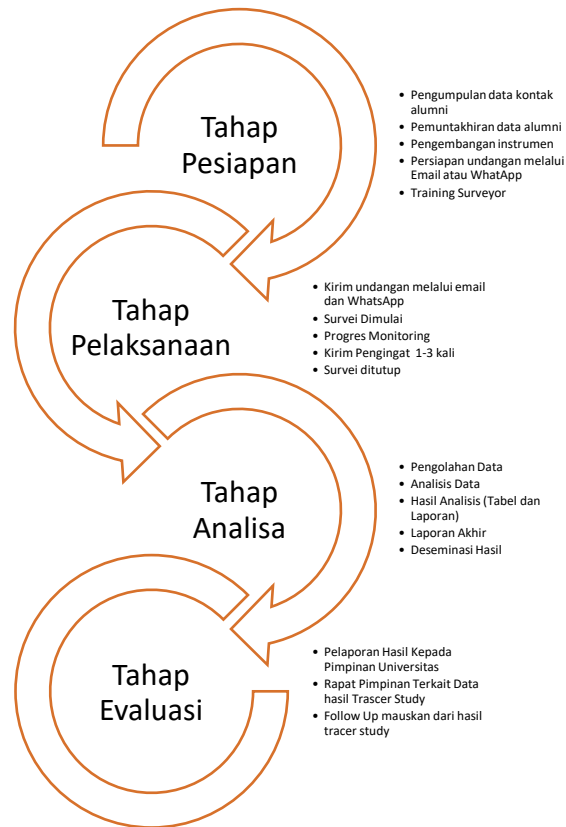 Tahap
Pesiapan
• Pengumpulan data kontak
alumni
• Pemuntakhiran data alumni
• Pengembangan instrumen
• Persiapan undangan melalui
Email atau WhatApp
• Training Surveyor
Tahap
Pelaksanaan
• Kirim undangan melalui email
dan WhatsApp
• Survei Dimulai
• Progres Monitoring
• Kirim Pengingat 1-3 kali
• Survei ditutup
Tahap
Analisa
• Pengolahan Data
• Analisis Data
• Hasil Analisis (Tabel dan
Laporan)
• Laporan Akhir
• Deseminasi Hasil
Tahap
Evaluasi
• Pelaporan Hasil Kepada
Pimpinan Universitas
• Rapat Pimpinan Terkait Data
hasil Trascer Study
• Follow Up mauskan dari hasil
tracer study